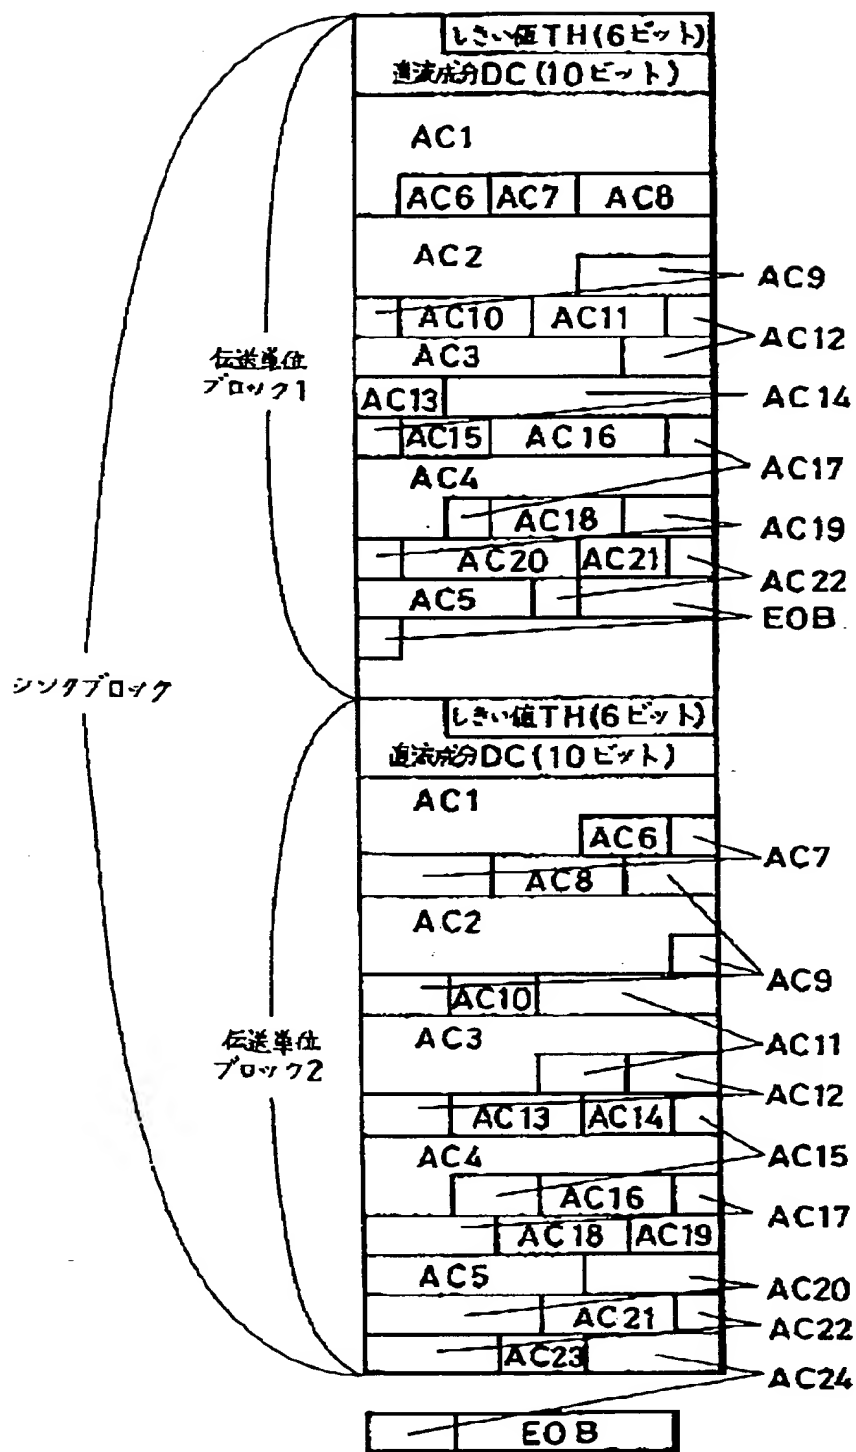 しきい値TH(6ビット)
直流成分DC(10ビット)
AC1
AC6 AC7 AC8
AC2
AC9
AC10 AC11
AC12
伝送単位
ブロック1
AC3
AC13
AC14
AC15 AC16
AC17
AC4
AC18
AC19
AC20 AC21
AC22
AC5
EOB
シンクブロック
しきい値TH(6ビット)
直流成分DC(10ビット)
AC1
AC6
AC7
AC8
AC2
AC9
AC10
伝送単位
ブロック2
AC3
AC11
AC12
AC13 AC14
AC15
AC4
AC16
AC17
AC18 AC19
AC5
AC20
AC21
AC22
AC23
AC24
EOB